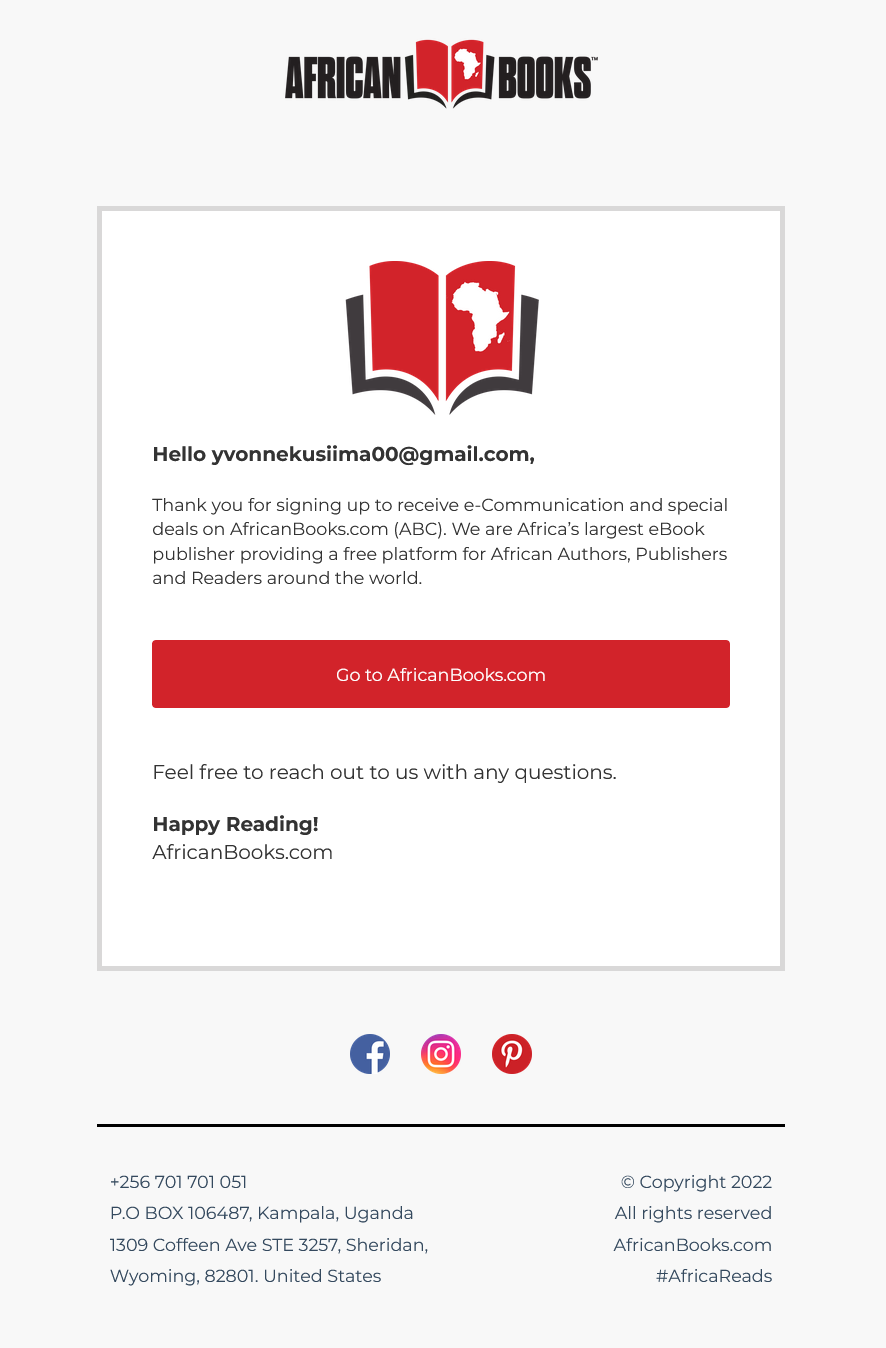 AFRICAN BOOKS™
Hello yvonnekusiima00@gmail.com,
Thank you for signing up to receive e-Communication and special
deals on AfricanBooks.com (ABC). We are Africa’s largest eBook
publisher providing a free platform for African Authors, Publishers
and Readers around the world.
Go to AfricanBooks.com
Feel free to reach out to us with any questions.
Happy Reading!
AfricanBooks.com
+256 701 701 051
P.O BOX 106487, Kampala, Uganda
1309 Coffeen Ave STE 3257, Sheridan,
Wyoming, 82801. United States
© Copyright 2022
All rights reserved
AfricanBooks.com
#AfricaReads